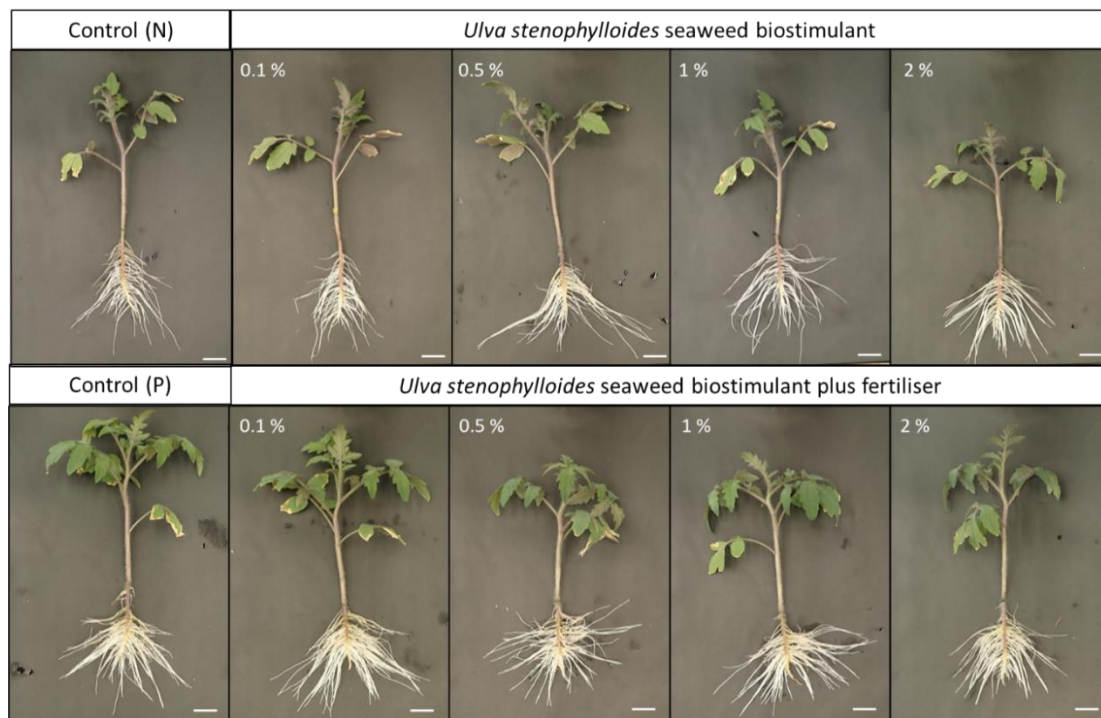 Control (N)
Ulva stenophylloides seaweed biostimulant
0.1 %
0.5 %
1 %
2 %
Control (P)
Ulva stenophylloides seaweed biostimulant plus fertiliser
0.1 %
0.5 %
1 %
2 %